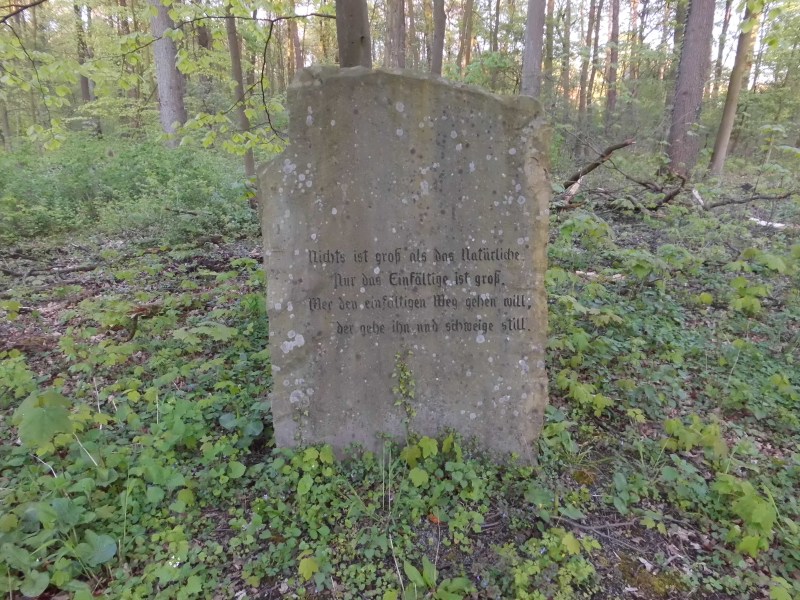 Nichts ist groß als das Natürliche
Nur das Einfältige ist groß.
Wer den einfältigen Weg gehen will;
der gehe ihn und schweige still.